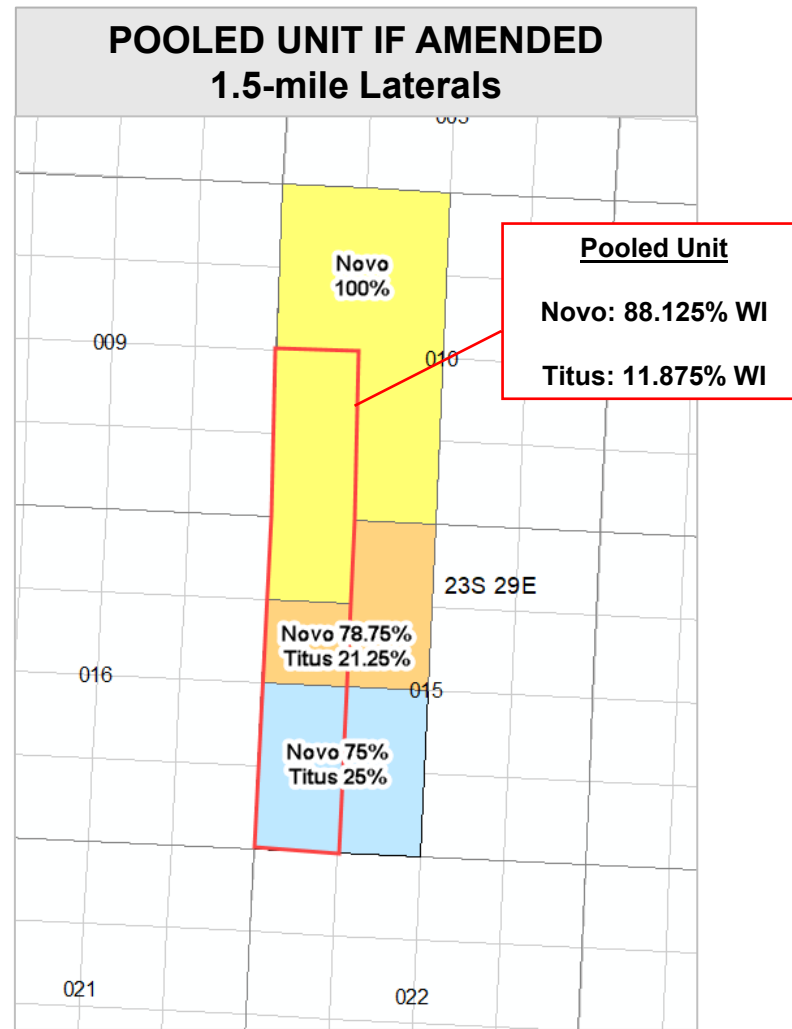 POOLED UNIT IF AMENDED
1.5-mile Laterals
Novo
100%
Pooled Unit
Novo: 88.125% WI
Titus: 11.875% WI
009
010
23S 29E
Novo 78.75%
Titus 21.25%
016
015
Novo 75%
Titus 25%
021
022